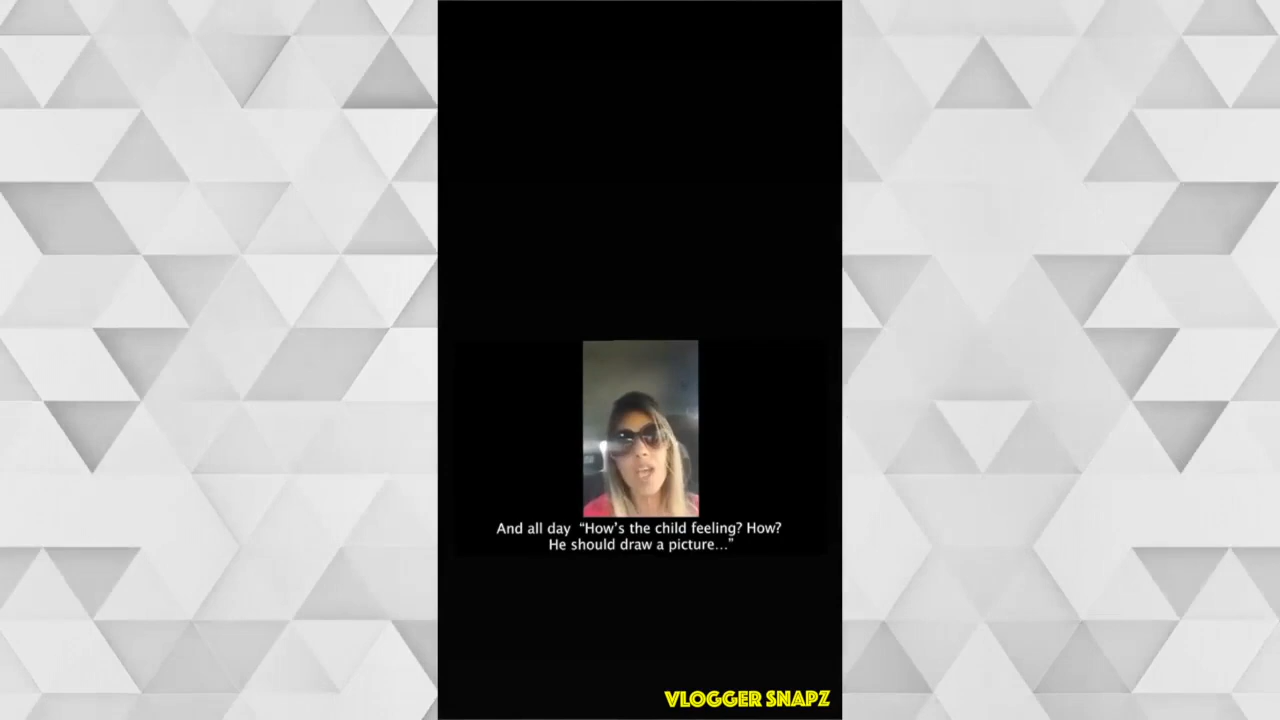 And all day “How’s the child feeling? How?
He should draw a picture…”
VLOGGER SNAPZ